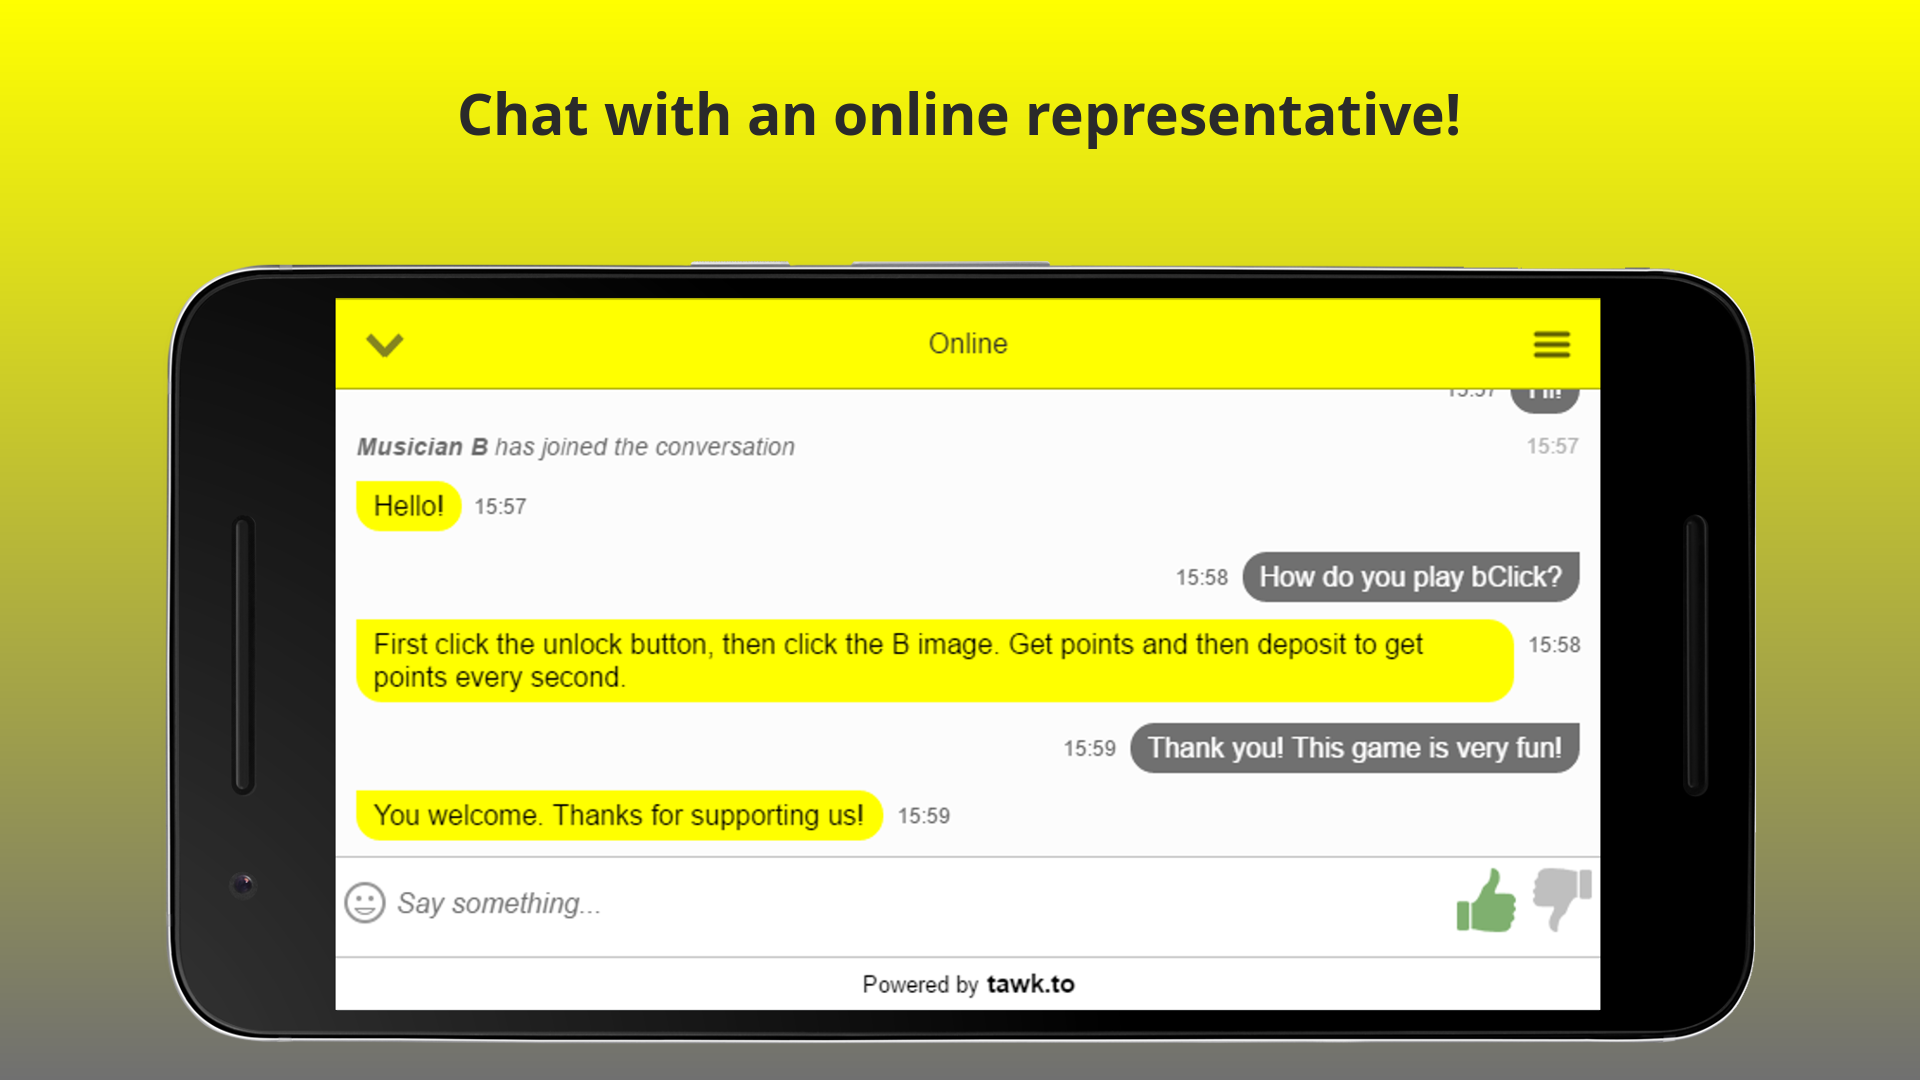 Chat with an online representative!
Online
15:57 Hi!
Musician B has joined the conversation 15:57
Hello! 15:57
15:58 How do you play bClick?
First click the unlock button, then click the B image. Get points and then deposit to get 15:58
points every second.
15:59 Thank you! This game is very fun!
You welcome. Thanks for supporting us! 15:59
Say something...
Powered by tawk.to